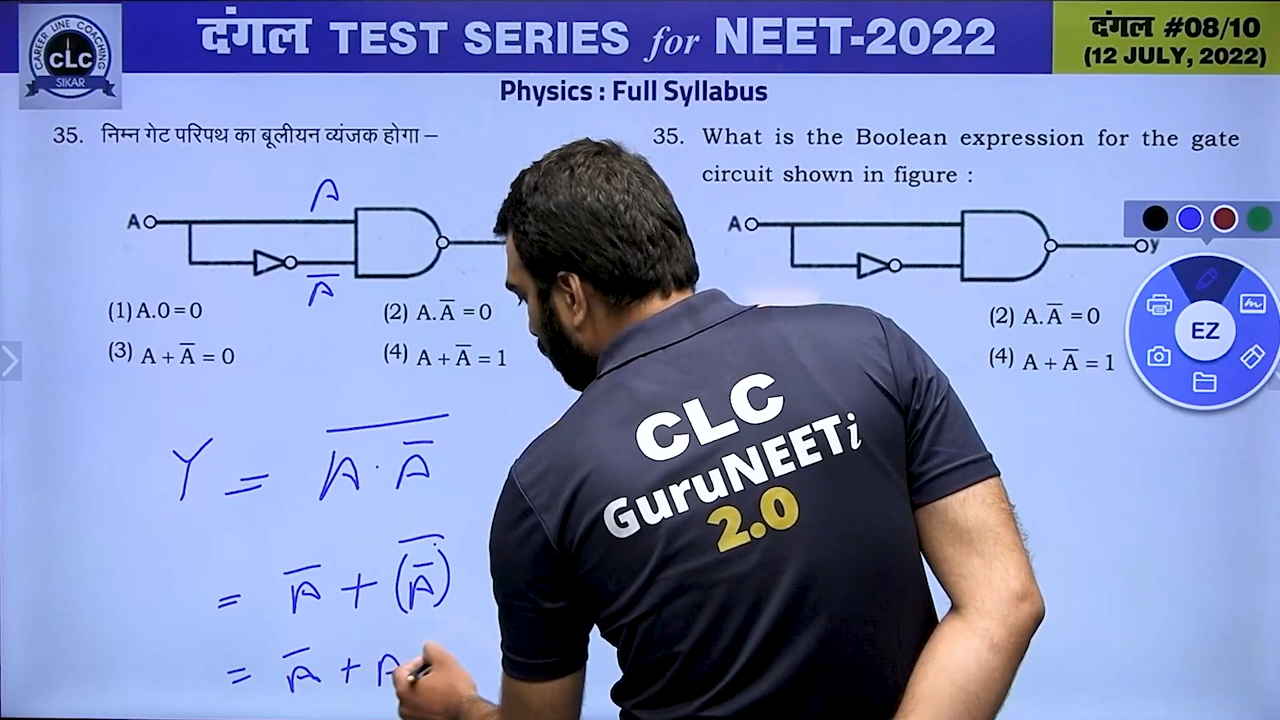 CAREER LINE COACHING
CLC
SIKAR
दंगल TEST SERIES for NEET-2022
दंगल #08/10
(12 JULY, 2022)
Physics : Full Syllabus
35. निम्न गेट परिपथ का बूलीयन व्यंजक होगा –
A
A
A̅
(1) A.0 = 0
(2) A.A̅ = 0
(3) A + A̅ = 0
(4) A + A̅ = 1
35. What is the Boolean expression for the gate
circuit shown in figure :
A
y
(2) A.A̅ = 0
(4) A + A̅ = 1
EZ
Y = \overline{A · A̅}
= A̅ + \overline{(A̅)}
= A̅ + A
CLC
GuruNEETi
2.0